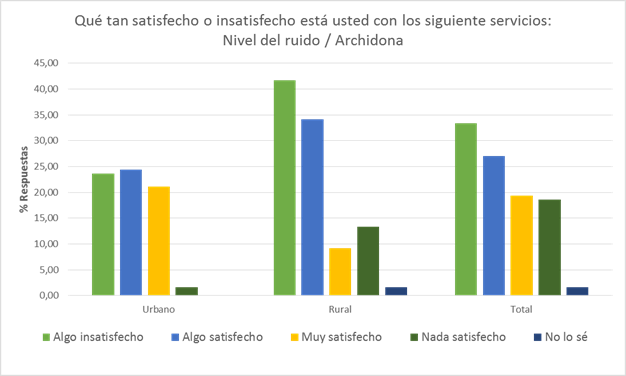 Qué tan satisfecho o insatisfecho está usted con los siguiente servicios:
Nivel del ruido / Archidona
45,00
40,00
35,00
30,00
25,00
20,00
15,00
10,00
5,00
0,00
% Respuestas
Urbano Rural Total
Algo insatisfecho Algo satisfecho Muy satisfecho Nada satisfecho No lo sé